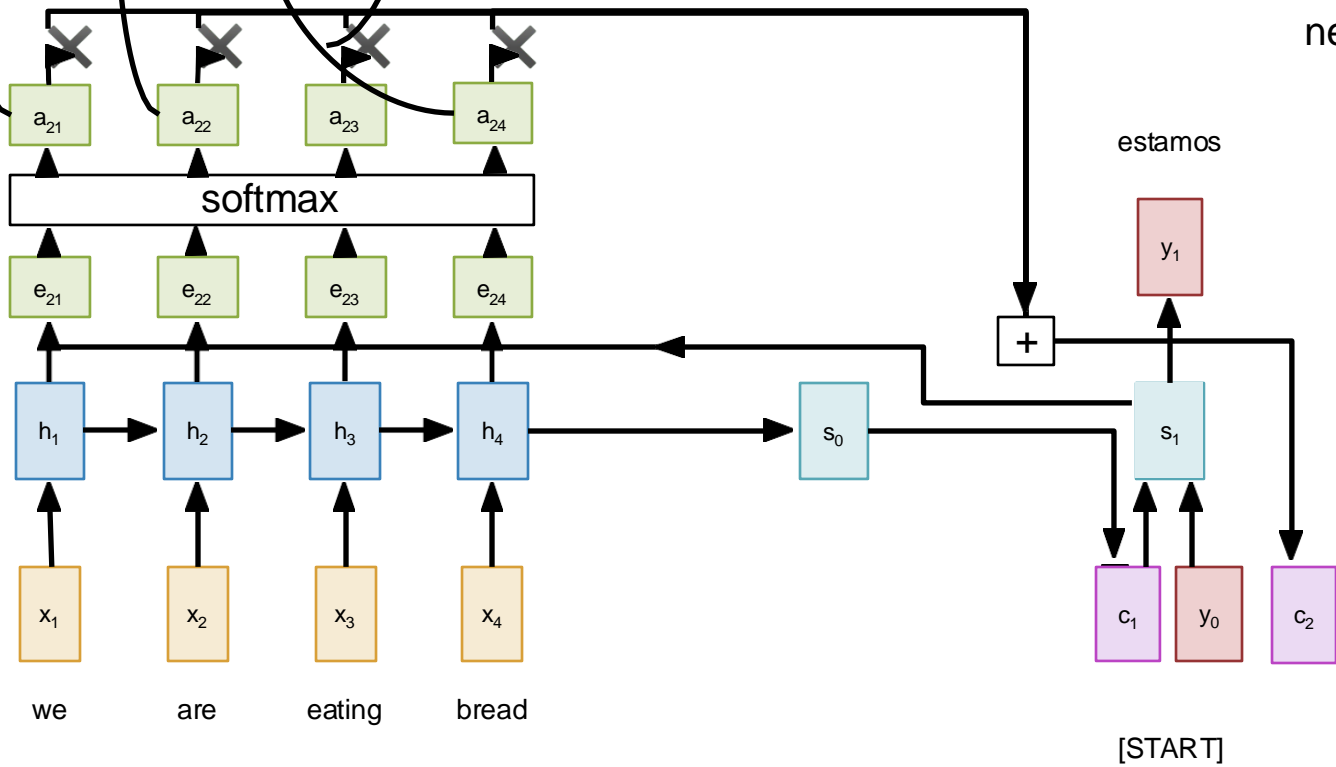 ne
a₂₁ a₂₂ a₂₃ a₂₄
estamos
softmax
y₁
e₂₁ e₂₂ e₂₃ e₂₄
+
h₁ h₂ h₃ h₄ s₀ s₁
x₁ x₂ x₃ x₄ c₁ y₀ c₂
we are eating bread
[START]